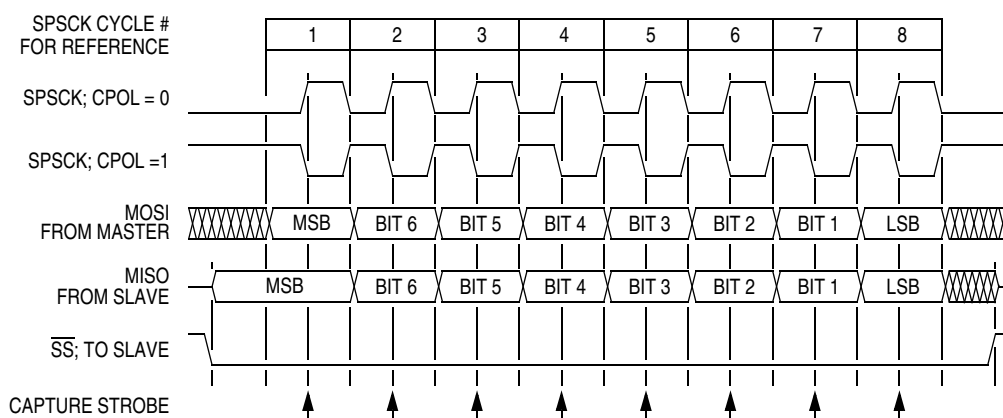 SPSCK CYCLE #
FOR REFERENCE
1 2 3 4 5 6 7 8
SPSCK; CPOL = 0
SPSCK; CPOL =1
MOSI
FROM MASTER
MSB BIT 6 BIT 5 BIT 4 BIT 3 BIT 2 BIT 1 LSB
MISO
FROM SLAVE
MSB BIT 6 BIT 5 BIT 4 BIT 3 BIT 2 BIT 1 LSB
SS; TO SLAVE
CAPTURE STROBE